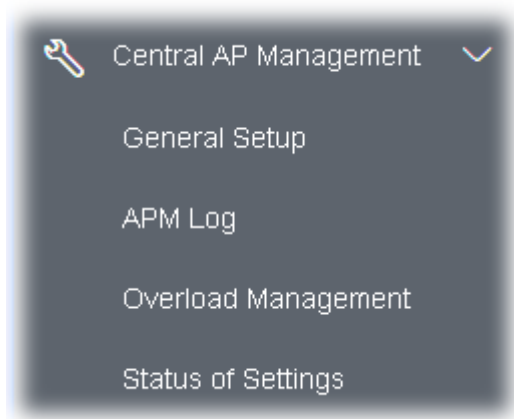 Central AP Management
General Setup
APM Log
Overload Management
Status of Settings